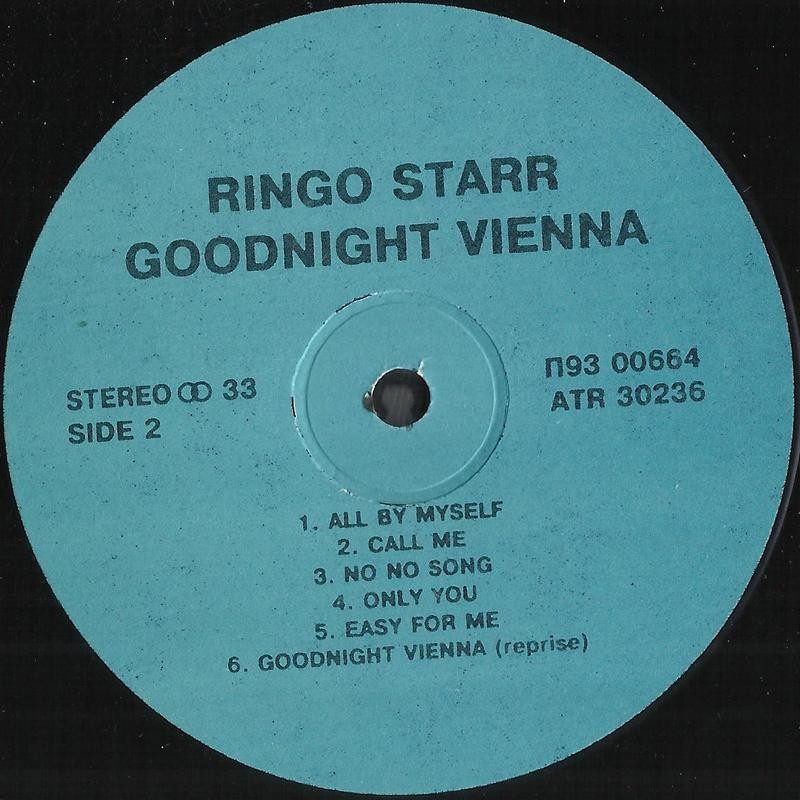 RINGO STARR
GOODNIGHT VIENNA
STEREO ꝏ 33
SIDE 2
П93 00664
ATR 30236
1. ALL BY MYSELF
2. CALL ME
3. NO NO SONG
4. ONLY YOU
5. EASY FOR ME
6. GOODNIGHT VIENNA (reprise)